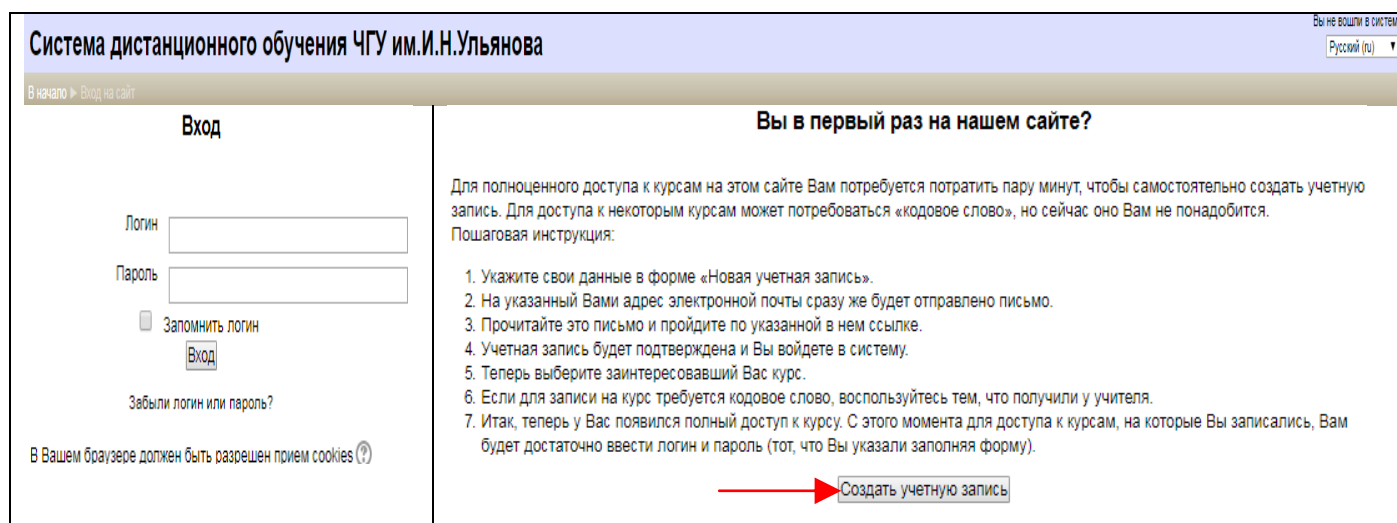 Вы не вошли в систем
Система дистанционного обучения ЧГУ им.И.Н.Ульянова
Русский (ru)
В начало ► Вход на сайт
Вход
Логин
Пароль
Запомнить логин
Вход
Забыли логин или пароль?
В Вашем браузере должен быть разрешен прием cookies
Вы в первый раз на нашем сайте?
Для полноценного доступа к курсам на этом сайте Вам потребуется потратить пару минут, чтобы самостоятельно создать учетную
запись. Для доступа к некоторым курсам может потребоваться «кодовое слово», но сейчас оно Вам не понадобится.
Пошаговая инструкция:
1. Укажите свои данные в форме «Новая учетная запись».
2. На указанный Вами адрес электронной почты сразу же будет отправлено письмо.
3. Прочитайте это письмо и пройдите по указанной в нем ссылке.
4. Учетная запись будет подтверждена и Вы войдете в систему.
5. Теперь выберите заинтересовавший Вас курс.
6. Если для записи на курс требуется кодовое слово, воспользуйтесь тем, что получили у учителя.
7. Итак, теперь у Вас появился полный доступ к курсу. С этого момента для доступа к курсам, на которые Вы записались, Вам
будет достаточно ввести логин и пароль (тот, что Вы указали заполняя форму).
Создать учетную запись